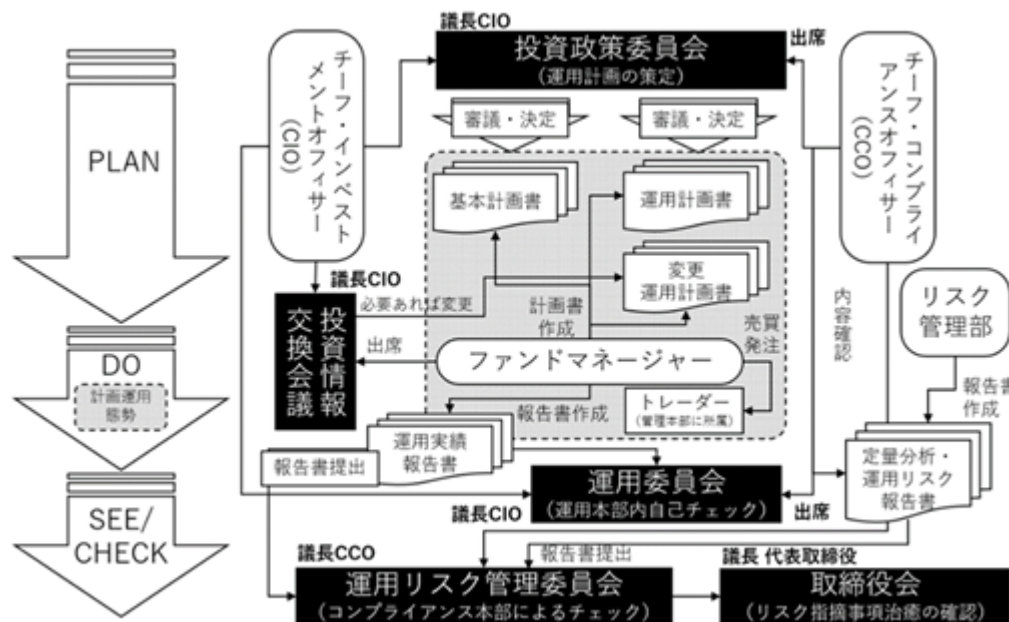 議長CIO
投資政策委員会
(運用計画の策定)
出席
チーフ・インベスト
メントオフィサー
(CIO)
チーフ・コンプライ
アンスオフィサー
(CCO)
PLAN
審議・決定
審議・決定
基本計画書
運用計画書
変更
運用計画書
議長CIO
必要あれば変更
投資情報
交換会議
出席
計画書
作成
売買
発注
内容確認
リスク
管理部
DO
計画運用
態勢
ファンドマネージャー
報告書作成
トレーダー
(管理本部に所属)
報告書
作成
運用実績
報告書
報告書提出
定量分析・
運用リスク
報告書
運用委員会
(運用本部内自己チェック)
議長CIO
出席
SEE/
CHECK
議長CCO
報告書提出
運用リスク管理委員会
(コンプライアンス本部によるチェック)
議長 代表取締役
取締役会
(リスク指摘事項治癒の確認)